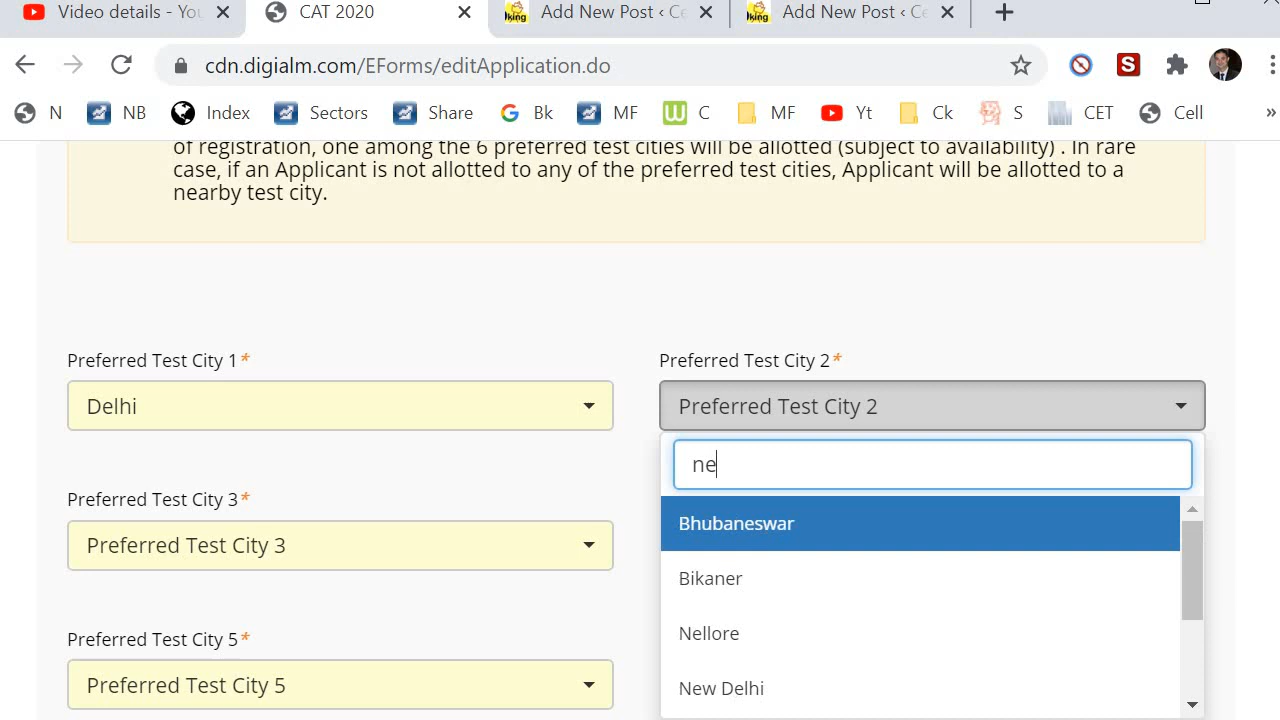 Video details - You
CAT 2020
Add New Post ‹ Ce
Add New Post ‹ Ce
cdn.digialm.com/EForms/editApplication.do
S
N
NB
Index
Sectors
Share
G Bk
MF
W C
MF
Yt
Ck
S
CET
Cell
»
of registration, one among the 6 preferred test cities will be allotted (subject to availability) . In rare
case, if an Applicant is not allotted to any of the preferred test cities, Applicant will be allotted to a
nearby test city.
Preferred Test City 1*
Delhi
Preferred Test City 2*
Preferred Test City 2
ne
Bhubaneswar
Bikaner
Nellore
New Delhi
Preferred Test City 3*
Preferred Test City 3
Preferred Test City 5*
Preferred Test City 5